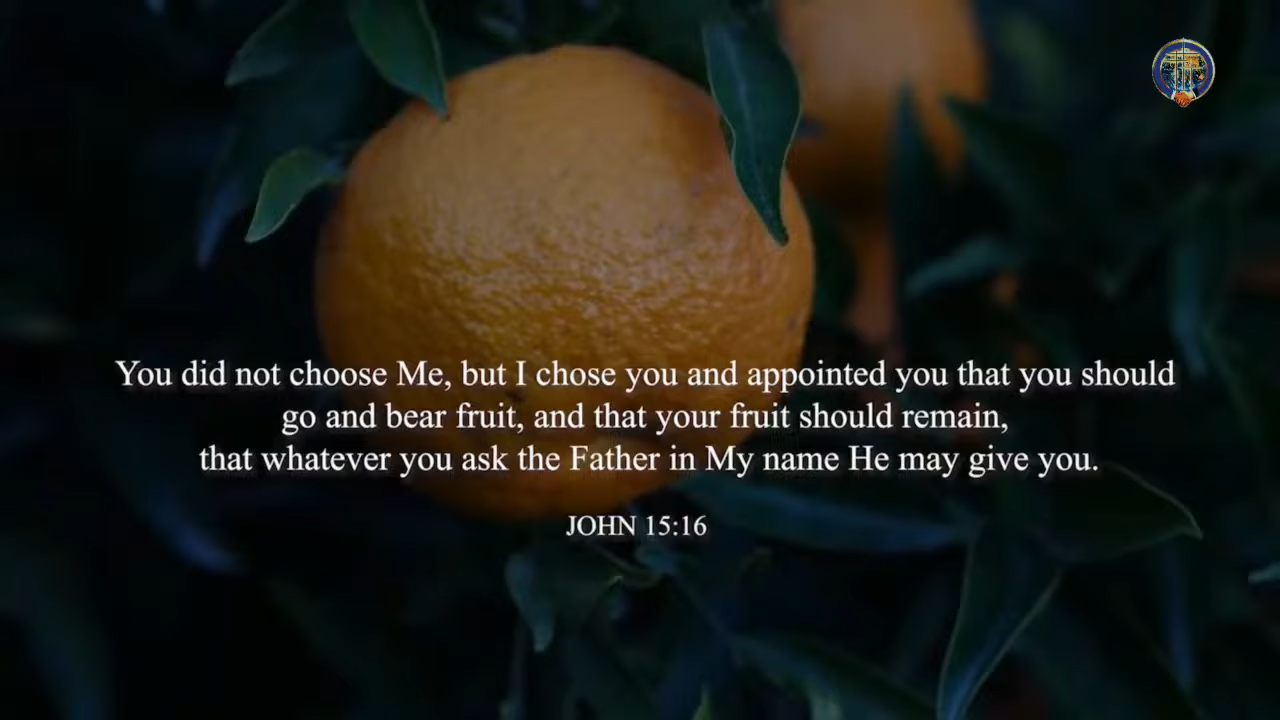 You did not choose Me, but I chose you and appointed you that you should
go and bear fruit, and that your fruit should remain,
that whatever you ask the Father in My name He may give you.
JOHN 15:16